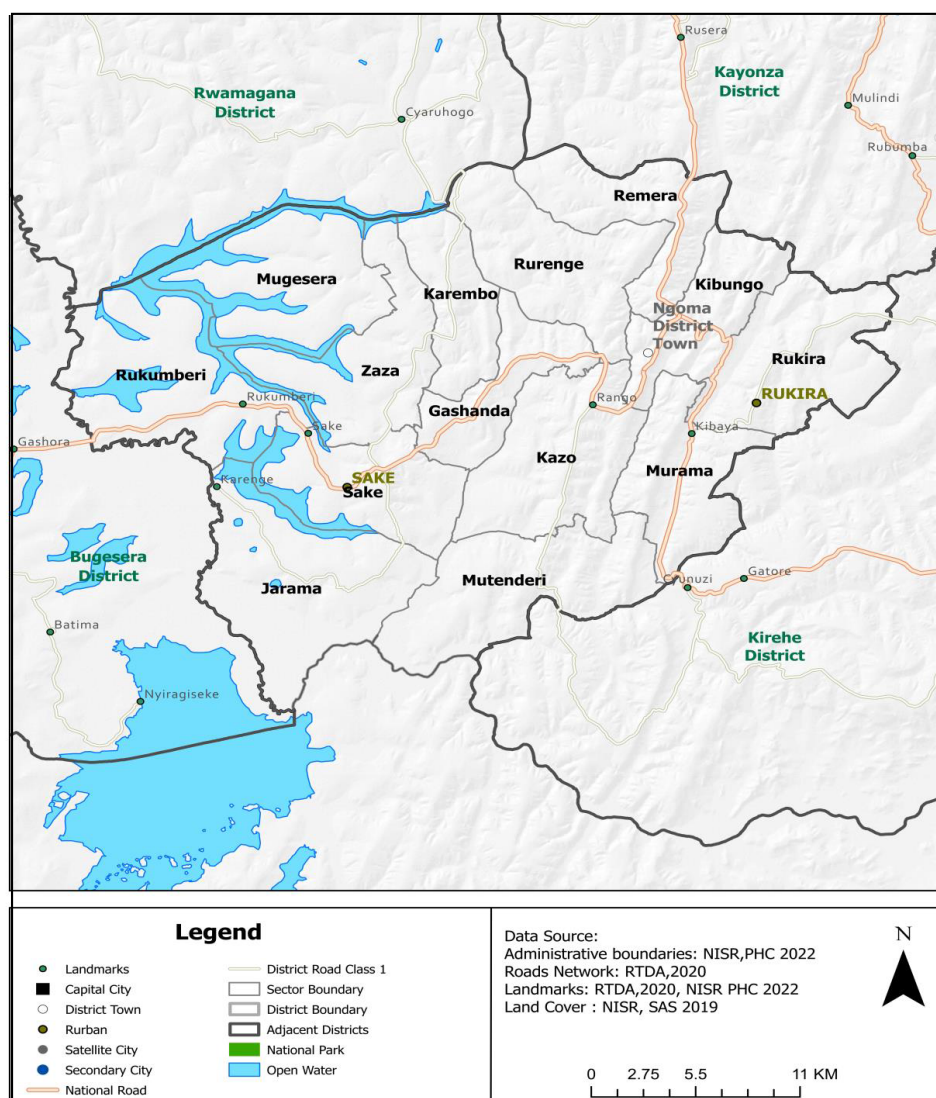 Rusera
Kayonza
District
Rwamagana
District
Mulindi
Cyaruhogo
Rubumba
Remera
Rurenge
Mugesera
Karembo
Kibungo
Ngoma
District
Town
Rukira
Zaza
Rukumberi
RUKIRA
Rukumberi
Gashanda
Rango
Sake
Kibaya
Gashora
Kazo
Murama
SAKE
Sake
Karenge
Bugesera
District
Jarama
Mutenderi
Cyunuzi
Gatore
Batima
Kirehe
District
Nyiragiseke
Legend
Landmarks
Capital City
District Town
Rurban
Satellite City
Secondary City
National Road
District Road Class 1
Sector Boundary
District Boundary
Adjacent Districts
National Park
Open Water
Data Source:
Administrative boundaries: NISR,PHC 2022
Roads Network: RTDA,2020
Landmarks: RTDA,2020, NISR PHC 2022
Land Cover : NISR, SAS 2019
N
0 2.75 5.5 11 KM